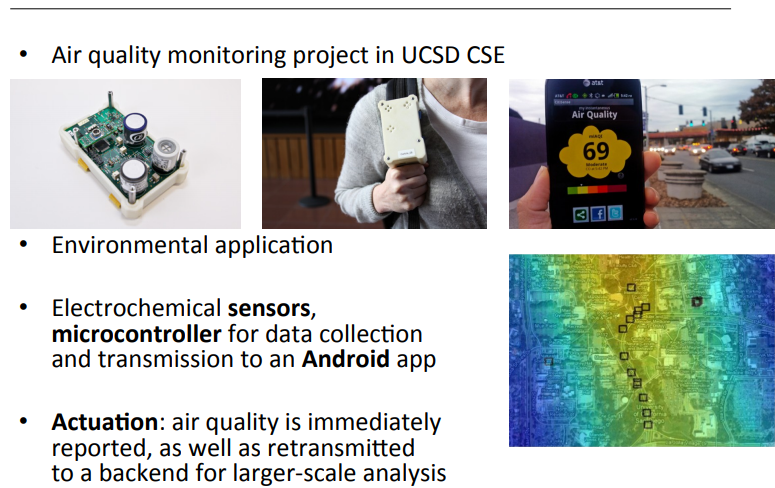 • Air quality monitoring project in UCSD CSE
at&t
Air Quality
69
Moderate
• Environmental application
• Electrochemical sensors,
microcontroller for data collection
and transmission to an Android app
• Actuation: air quality is immediately
reported, as well as retransmitted
to a backend for larger-scale analysis